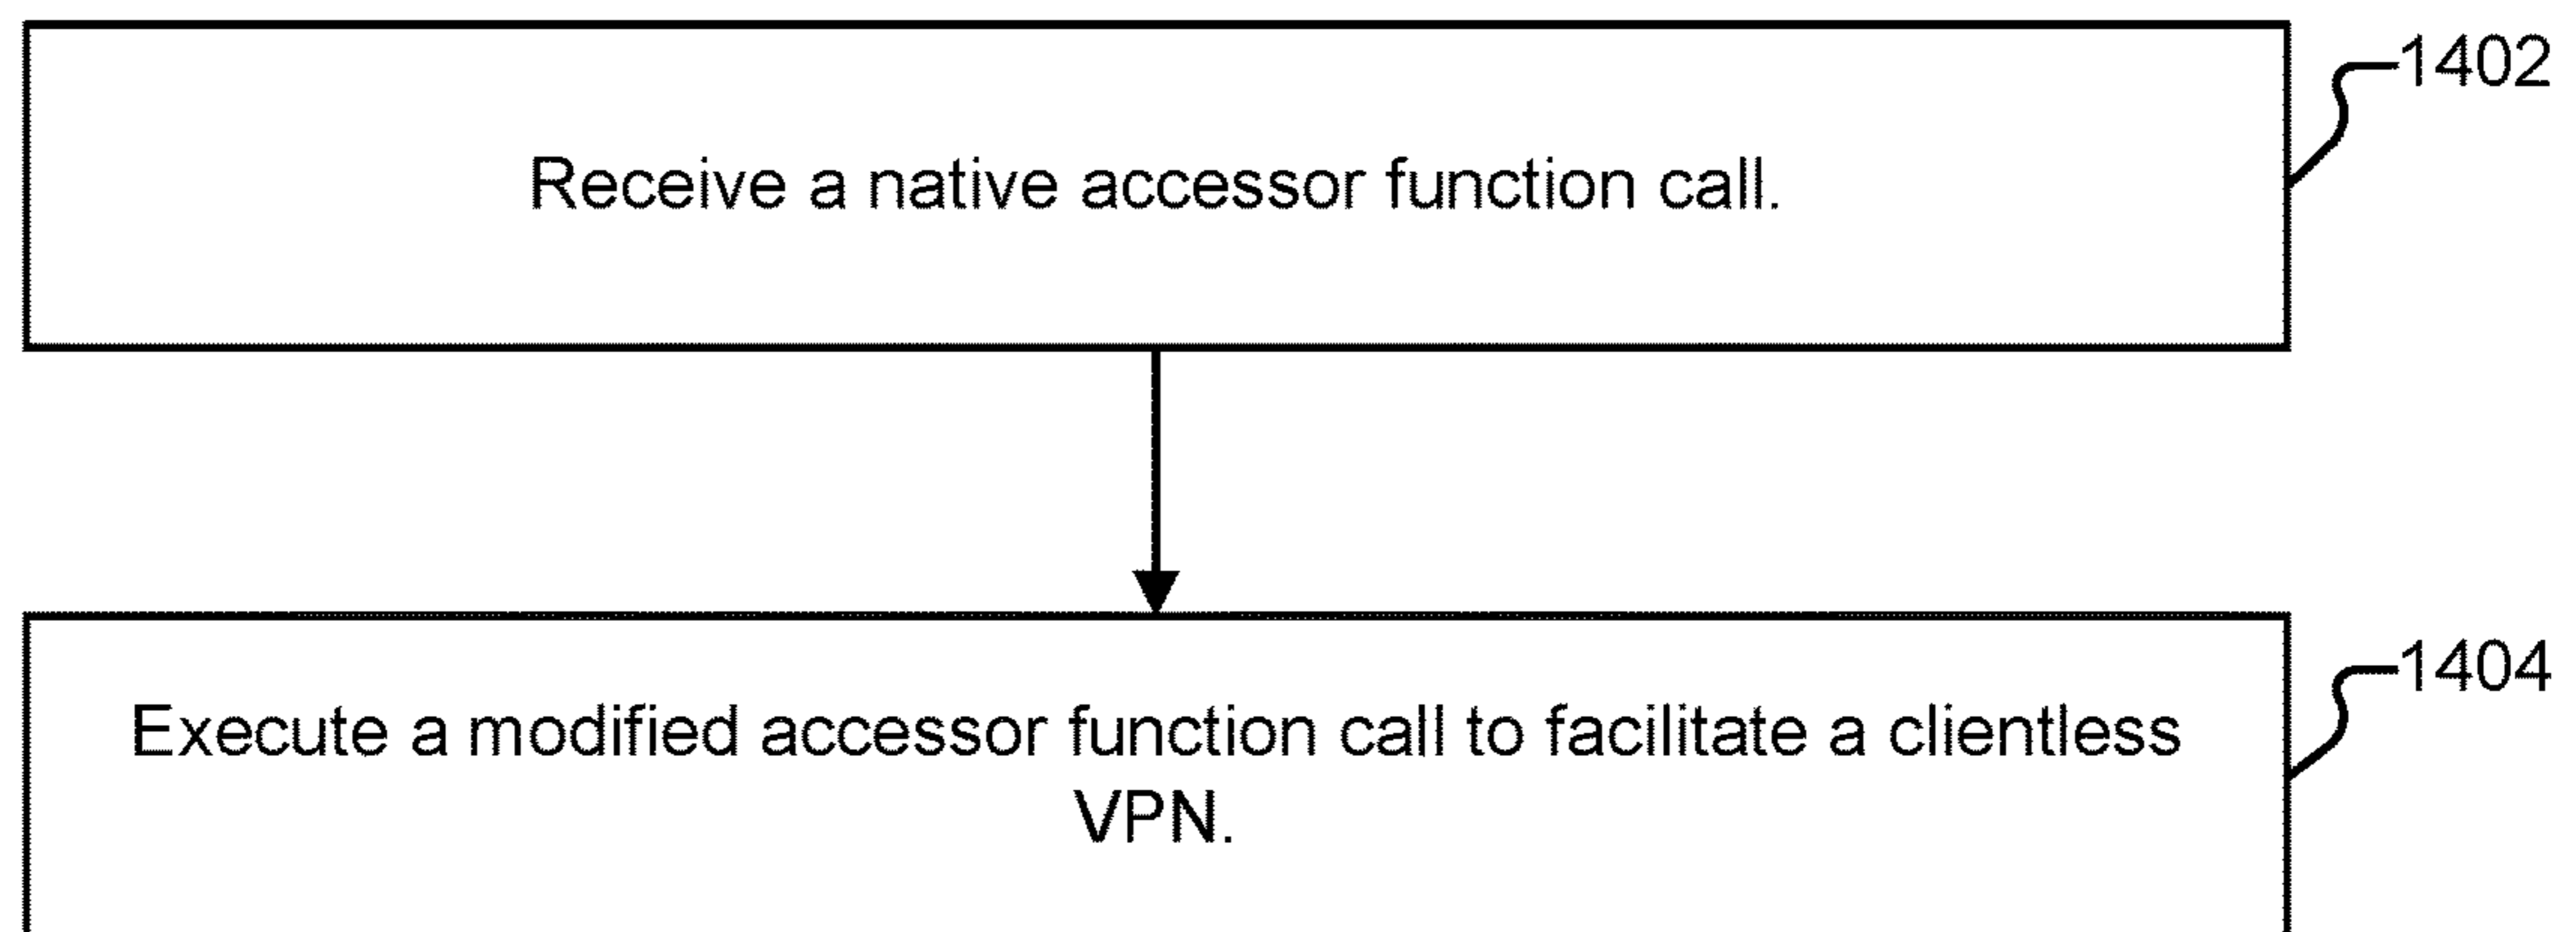 1402
Receive a native accessor function call.
1404
Execute a modified accessor function call to facilitate a clientless
VPN.